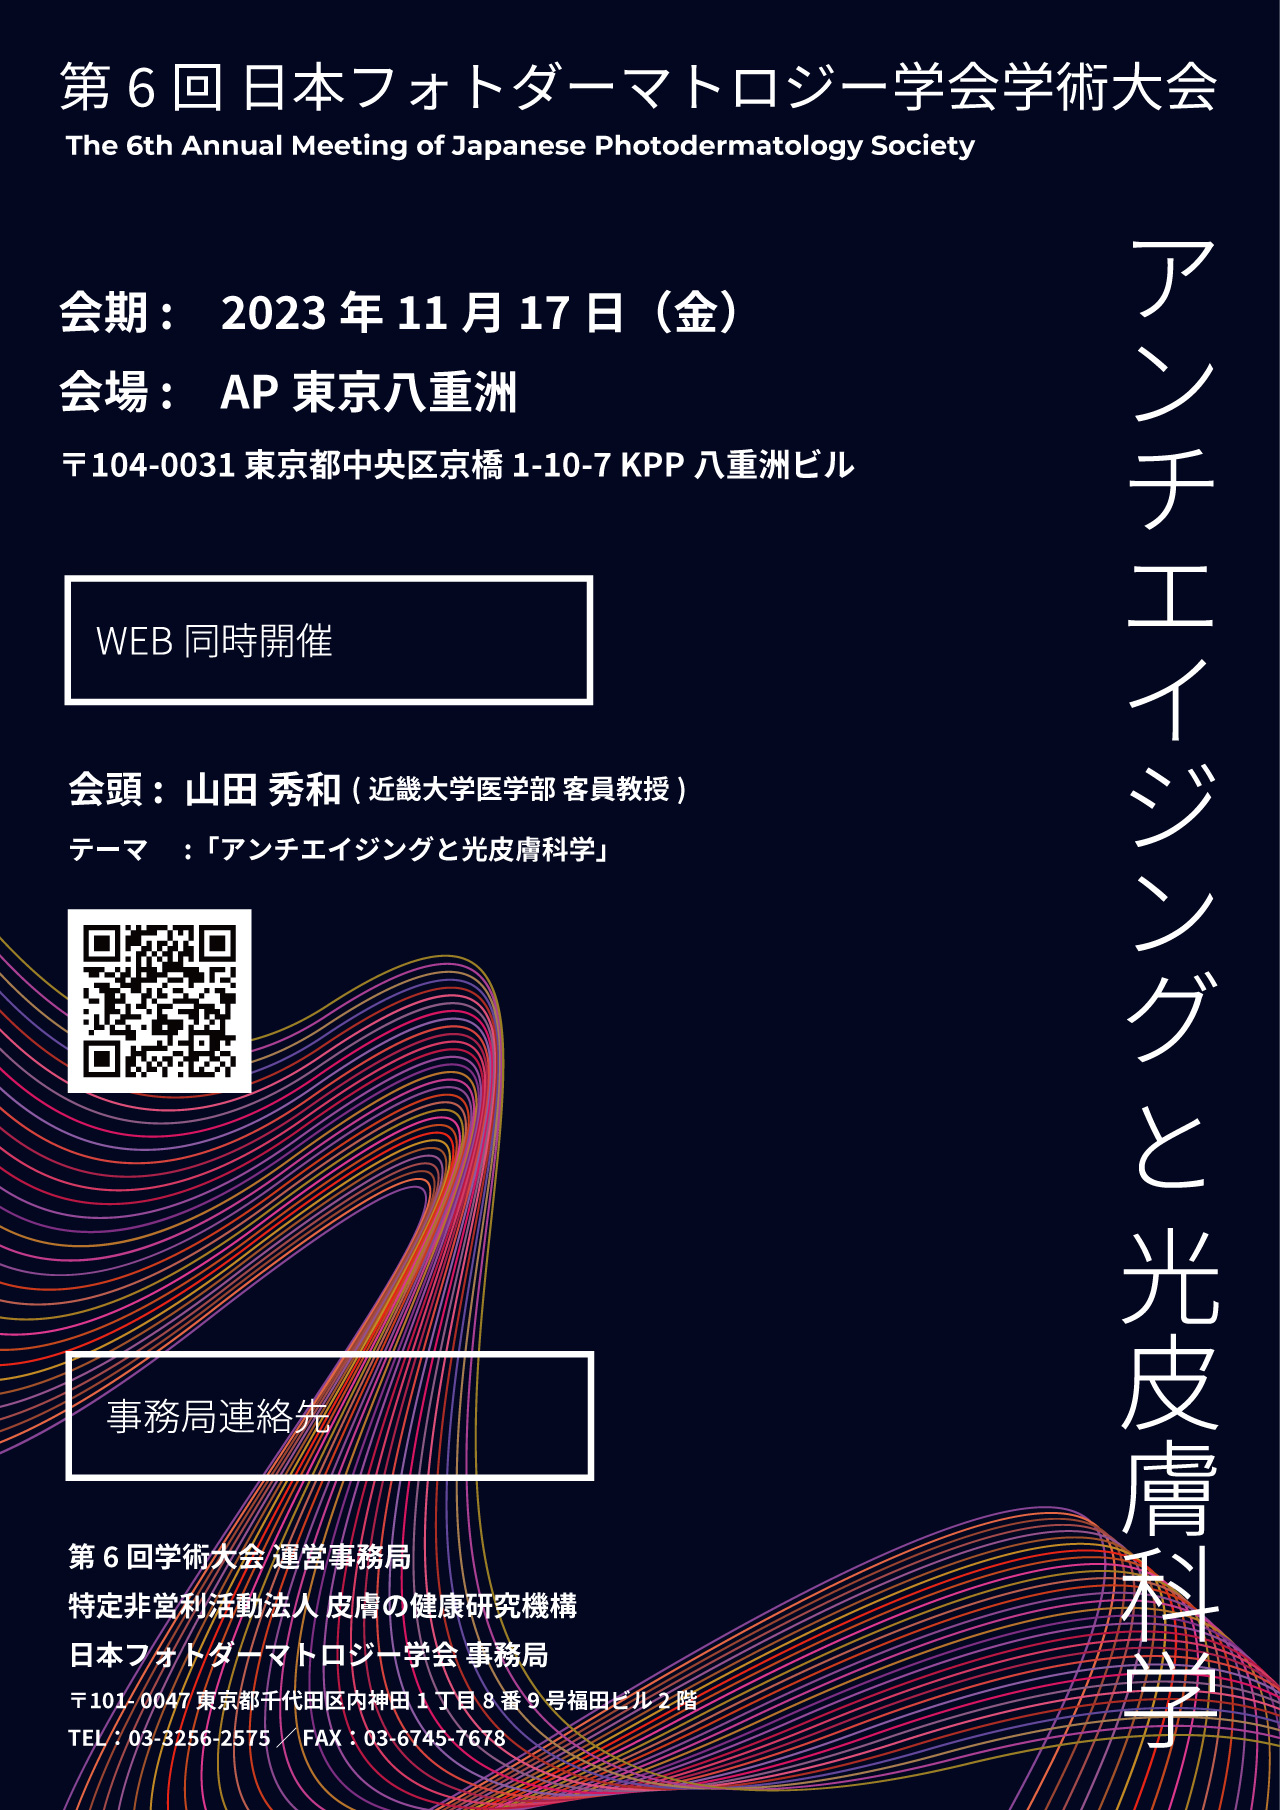 第 6 回 日本フォトダーマトロジー学会学術大会
The 6th Annual Meeting of Japanese Photodermatology Society
アンチエイジングと光皮膚科学
会期： 2023 年 11 月 17 日（金）
会場： AP 東京八重洲
〒104-0031 東京都中央区京橋 1-10-7 KPP 八重洲ビル
WEB 同時開催
会頭： 山田 秀和 ( 近畿大学医学部 客員教授 )
テーマ ：「アンチエイジングと光皮膚科学」
事務局連絡先
第 6 回学術大会 運営事務局
特定非営利活動法人 皮膚の健康研究機構
日本フォトダーマトロジー学会 事務局
〒101- 0047 東京都千代田区内神田 1 丁目 8 番 9 号福田ビル 2 階
TEL：03-3256-2575 ／ FAX：03-6745-7678